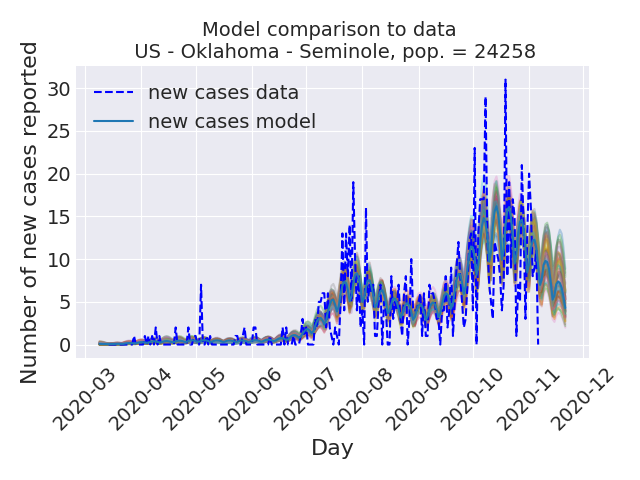 Model comparison to data
US - Oklahoma - Seminole, pop. = 24258
Number of new cases reported
30
25
20
15
10
5
0
new cases data
new cases model
2020-03
2020-04
2020-05
2020-06
2020-07
2020-08
2020-09
2020-10
2020-11
2020-12
Day